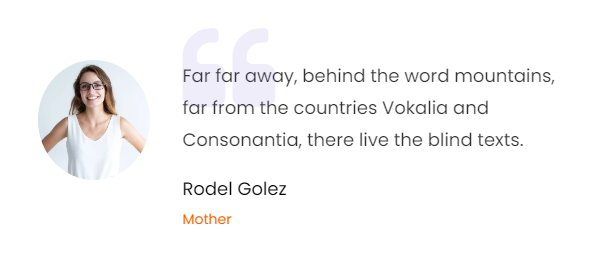 Far far away, behind the word mountains,
far from the countries Vokalia and
Consonantia, there live the blind texts.
Rodel Golez
Mother